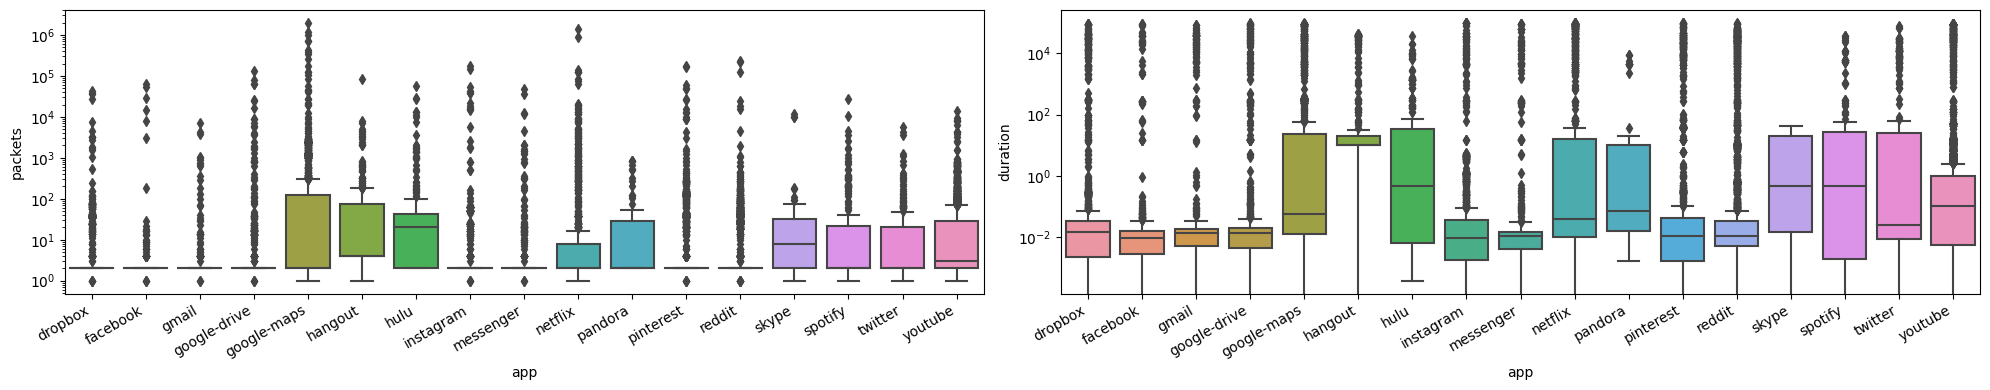 packets
10^6
10^5
10^4
10^3
10^2
10^1
10^0
dropbox
facebook
gmail
google-drive
google-maps
hangout
hulu
instagram
messenger
netflix
pandora
pinterest
reddit
skype
spotify
twitter
youtube
app
duration
10^4
10^2
10^0
10^−2
dropbox
facebook
gmail
google-drive
google-maps
hangout
hulu
instagram
messenger
netflix
pandora
pinterest
reddit
skype
spotify
twitter
youtube
app